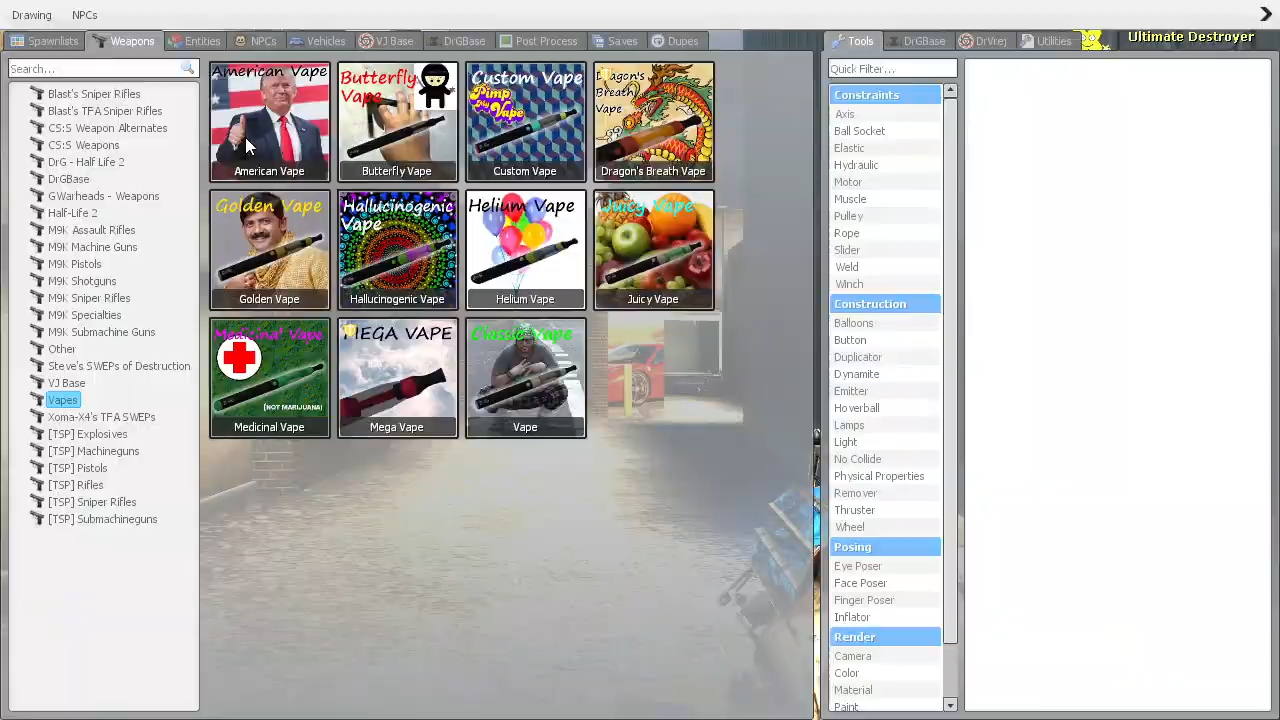 Drawing NPCs
Spawnlists Weapons Entities NPCs Vehicles VJ Base DrGBase Post Process Saves Dupes
Search...
Blast's Sniper Rifles
Blast's TFA Sniper Rifles
CS:S Weapon Alternates
CS:S Weapons
DrG - Half Life 2
DrGBase
GWarheads - Weapons
Half-Life 2
M9K Assault Rifles
M9K Machine Guns
M9K Pistols
M9K Shotguns
M9K Sniper Rifles
M9K Specialties
M9K Submachine Guns
Other
Steve's SWEPs of Destruction
VJ Base
Vapes
Xoma-X4's TFA SWEPs
[TSP] Explosives
[TSP] Machineguns
[TSP] Pistols
[TSP] Rifles
[TSP] Sniper Rifles
[TSP] Submachineguns
American Vape
American Vape
Butterfly
Vape
Butterfly Vape
Custom Vape
Pimp
My
Vape
Custom Vape
Dragon's
Breath
Vape
Dragon's Breath Vape
Golden Vape
Golden Vape
Hallucinogenic
Vape
Hallucinogenic Vape
Helium Vape
Helium Vape
Juicy Vape
Juicy Vape
Medicinal Vape
(NOT MARIJUANA)
Medicinal Vape
MEGA VAPE
Mega Vape
Classic Vape
Vape
Tools DrGBase DrVrej Utilities
Ultimate Destroyer
Quick Filter...
Constraints
Axis
Ball Socket
Elastic
Hydraulic
Motor
Muscle
Pulley
Rope
Slider
Weld
Winch
Construction
Balloons
Button
Duplicator
Dynamite
Emitter
Hoverball
Lamps
Light
No Collide
Physical Properties
Remover
Thruster
Wheel
Posing
Eye Poser
Face Poser
Finger Poser
Inflator
Render
Camera
Color
Material
Paint